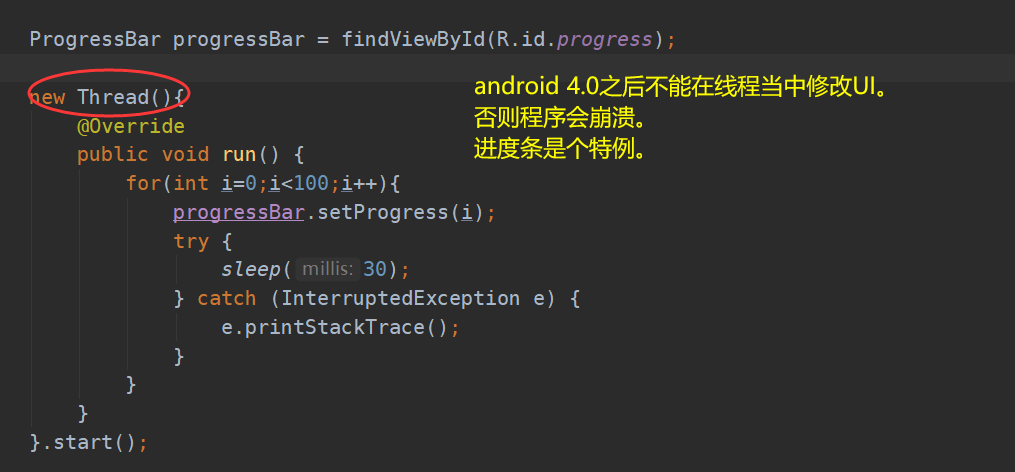 ProgressBar progressBar = findViewById(R.id.progress);
new Thread(){
android 4.0之后不能在线程当中修改UI。
否则程序会崩溃。
进度条是个特例。
@Override
public void run() {
for(int i=0;i<100;i++){
progressBar.setProgress(i);
try {
sleep( millis: 30);
} catch (InterruptedException e) {
e.printStackTrace();
}
}
}
}.start();